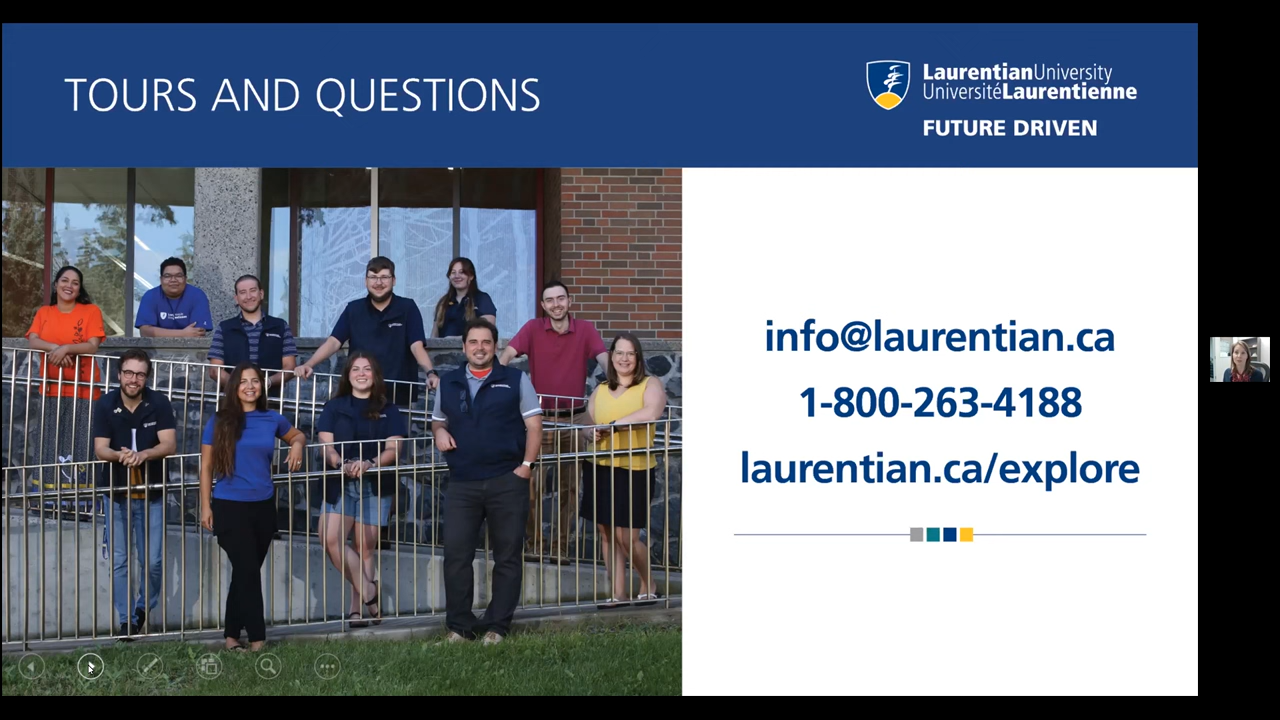 TOURS AND QUESTIONS
LaurentianUniversity
UniversitéLaurentienne
FUTURE DRIVEN
info@laurentian.ca
1-800-263-4188
laurentian.ca/explore